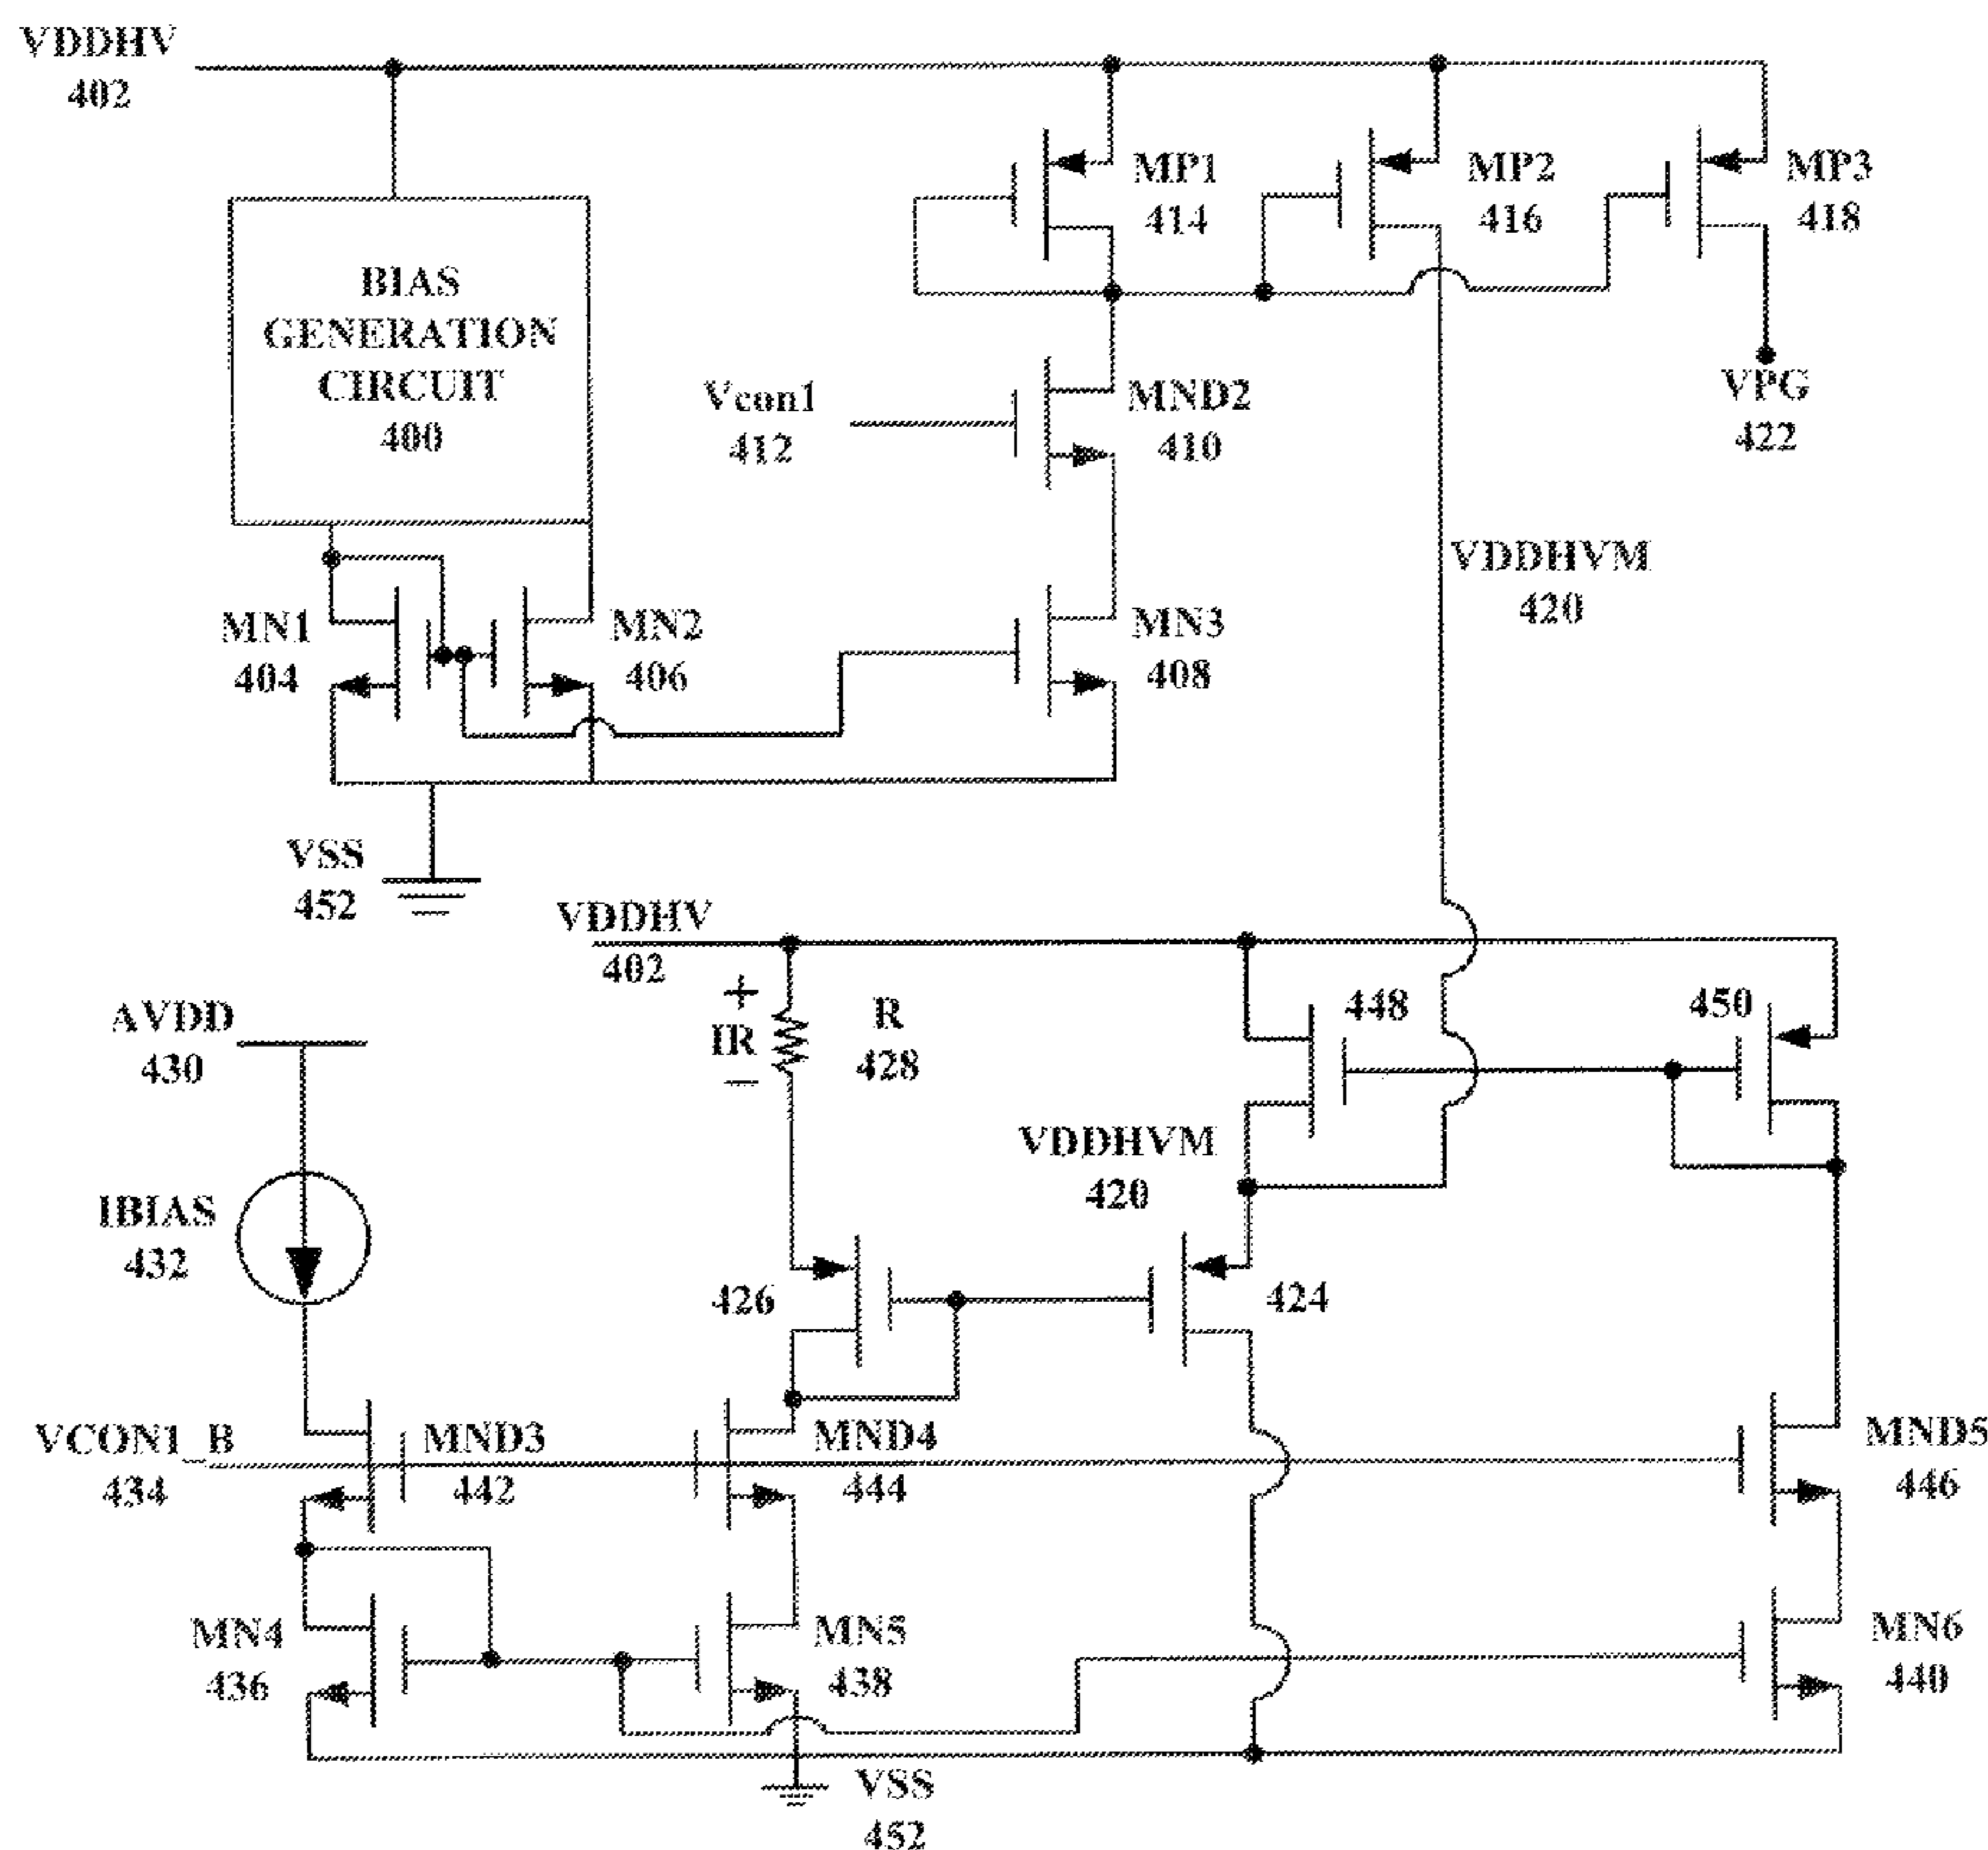 VDDHV
402
BIAS
GENERATION
CIRCUIT
400
MP1
414
MP2
416
MP3
418
VPG
422
Vcon1
412
MND2
410
VDDHVM
420
MN1
404
MN2
406
MN3
408
VSS
452
VDDHV
402
+
IR
−
R
428
448
450
AVDD
430
VDDHVM
420
IBIAS
432
426
424
VCON1_B
434
MND3
442
MND4
444
MND5
446
MN4
436
MN5
438
MN6
440
VSS
452